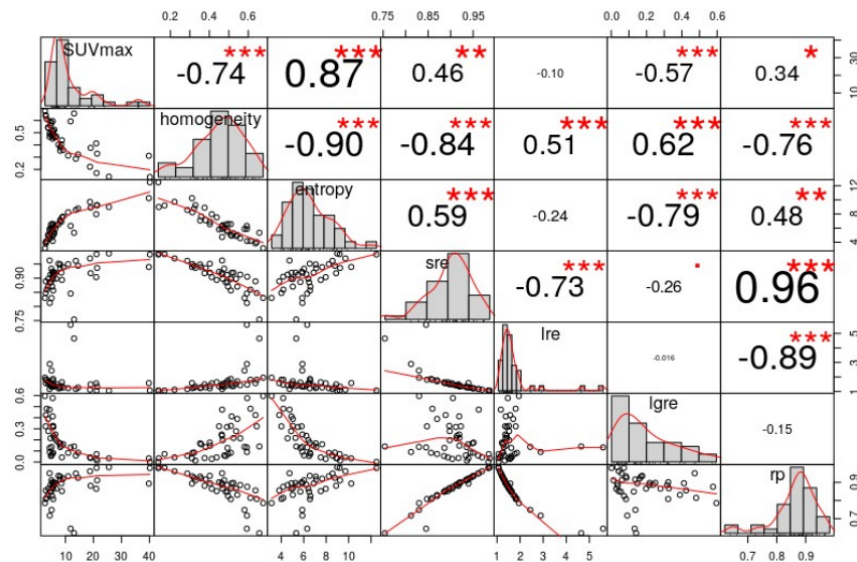 0.2 0.4 0.6 0.75 0.85 0.95 0.0 0.2 0.4 0.6
SUVmax -0.74 *** 0.87 *** 0.46 ** -0.10 -0.57 *** 0.34 * 10 30
0.2 0.5 homogeneity -0.90 *** -0.84 *** 0.51 *** 0.62 *** -0.76 ***
entropy 0.59 *** -0.24 -0.79 *** 0.48 ** 4 8 12
0.75 0.90 sre -0.73 *** -0.26 . 0.96 ***
lre -0.016 -0.89 *** 1 3 5
0.0 0.3 0.6 lgre -0.15
rp 0.7 0.9
10 20 30 40 4 6 8 10 1 2 3 4 5 0.7 0.8 0.9